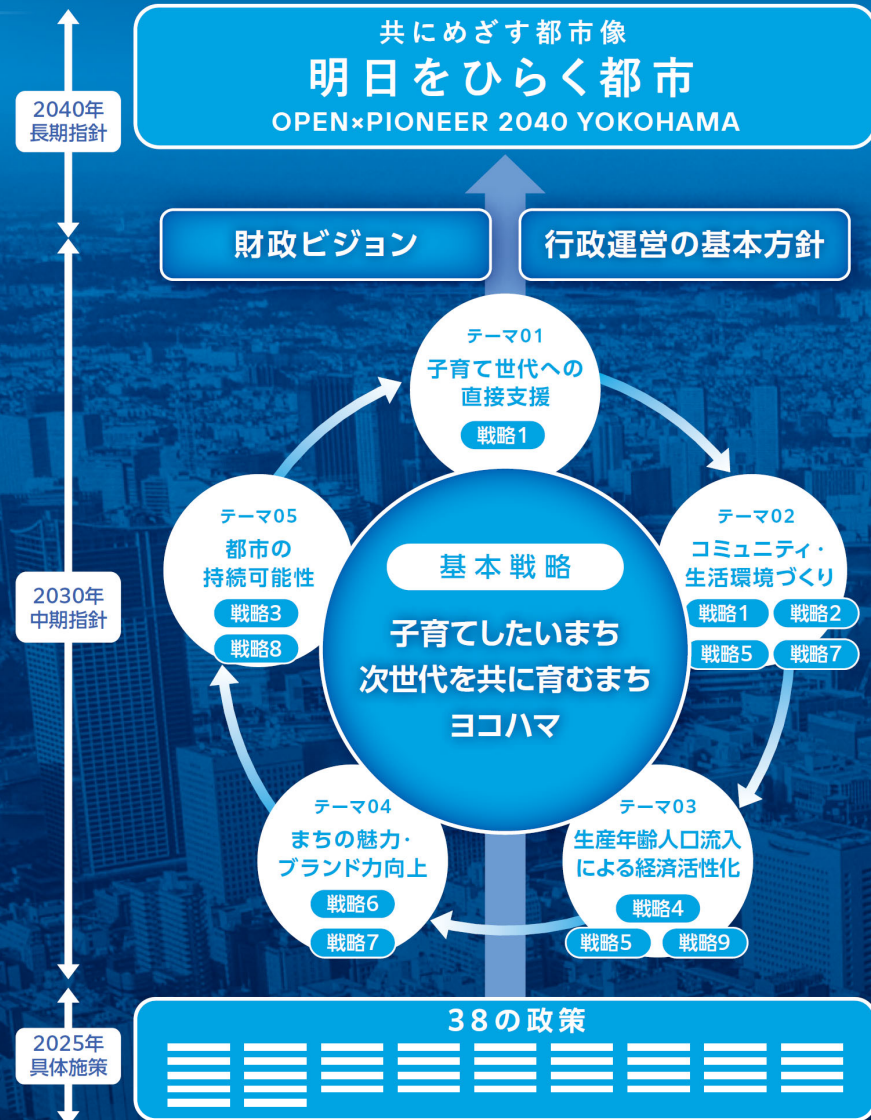 共にめざす都市像
明日をひらく都市
OPEN×PIONEER 2040 YOKOHAMA
2040年
長期指針
財政ビジョン
行政運営の基本方針
テーマ01
子育て世代への
直接支援
戦略1
テーマ05
都市の
持続可能性
戦略3
戦略8
テーマ02
コミュニティ・
生活環境づくり
戦略1 戦略2
戦略5 戦略7
2030年
中期指針
基本戦略
子育てしたいまち
次世代を共に育むまち
ヨコハマ
テーマ04
まちの魅力・
ブランド力向上
戦略6
戦略7
テーマ03
生産年齢人口流入
による経済活性化
戦略4
戦略5 戦略9
2025年
具体施策
38の政策